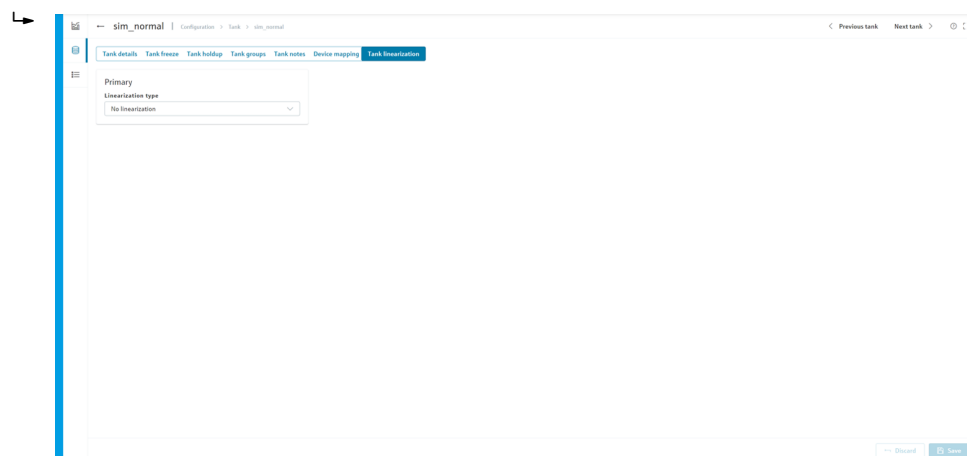 ← sim_normal | Configuration > Tank > sim_normal < Previous tank Next tank >
Tank details Tank freeze Tank holdup Tank groups Tank notes Device mapping Tank linearization
Primary
Linearization type
No linearization
Discard Save